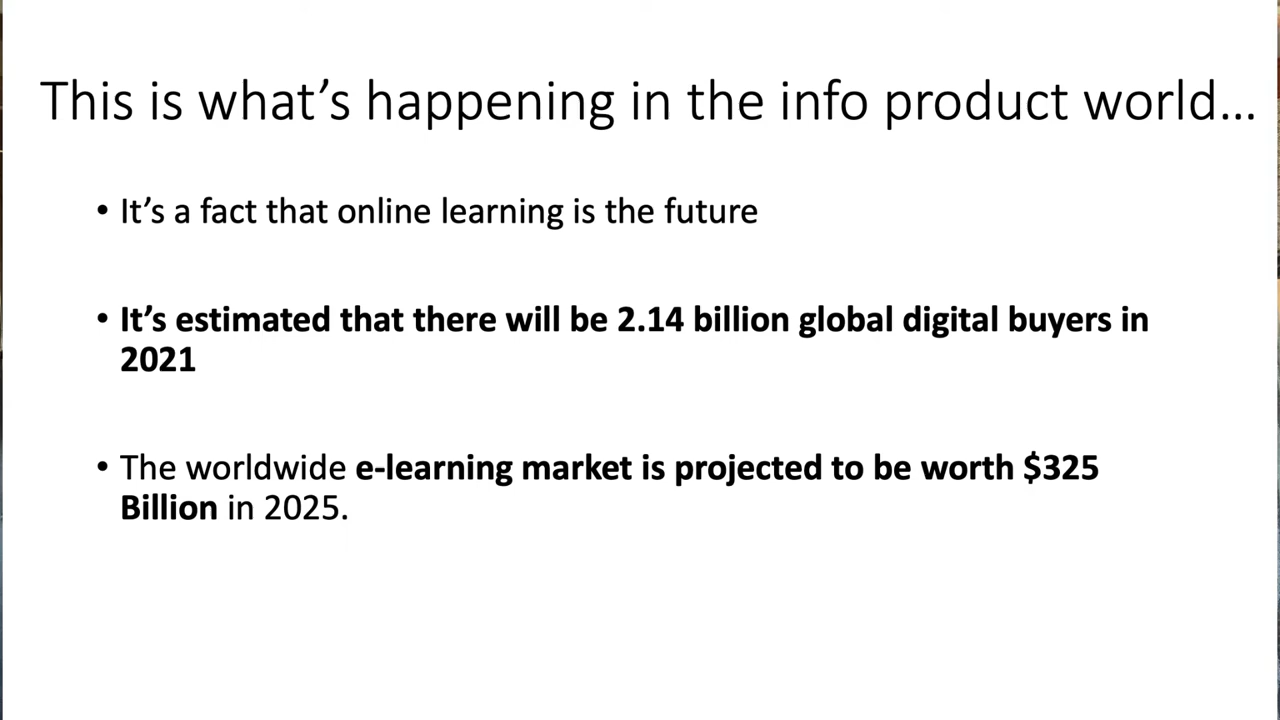 This is what’s happening in the info product world...
• It’s a fact that online learning is the future
• It’s estimated that there will be 2.14 billion global digital buyers in
2021
• The worldwide e-learning market is projected to be worth $325
Billion in 2025.